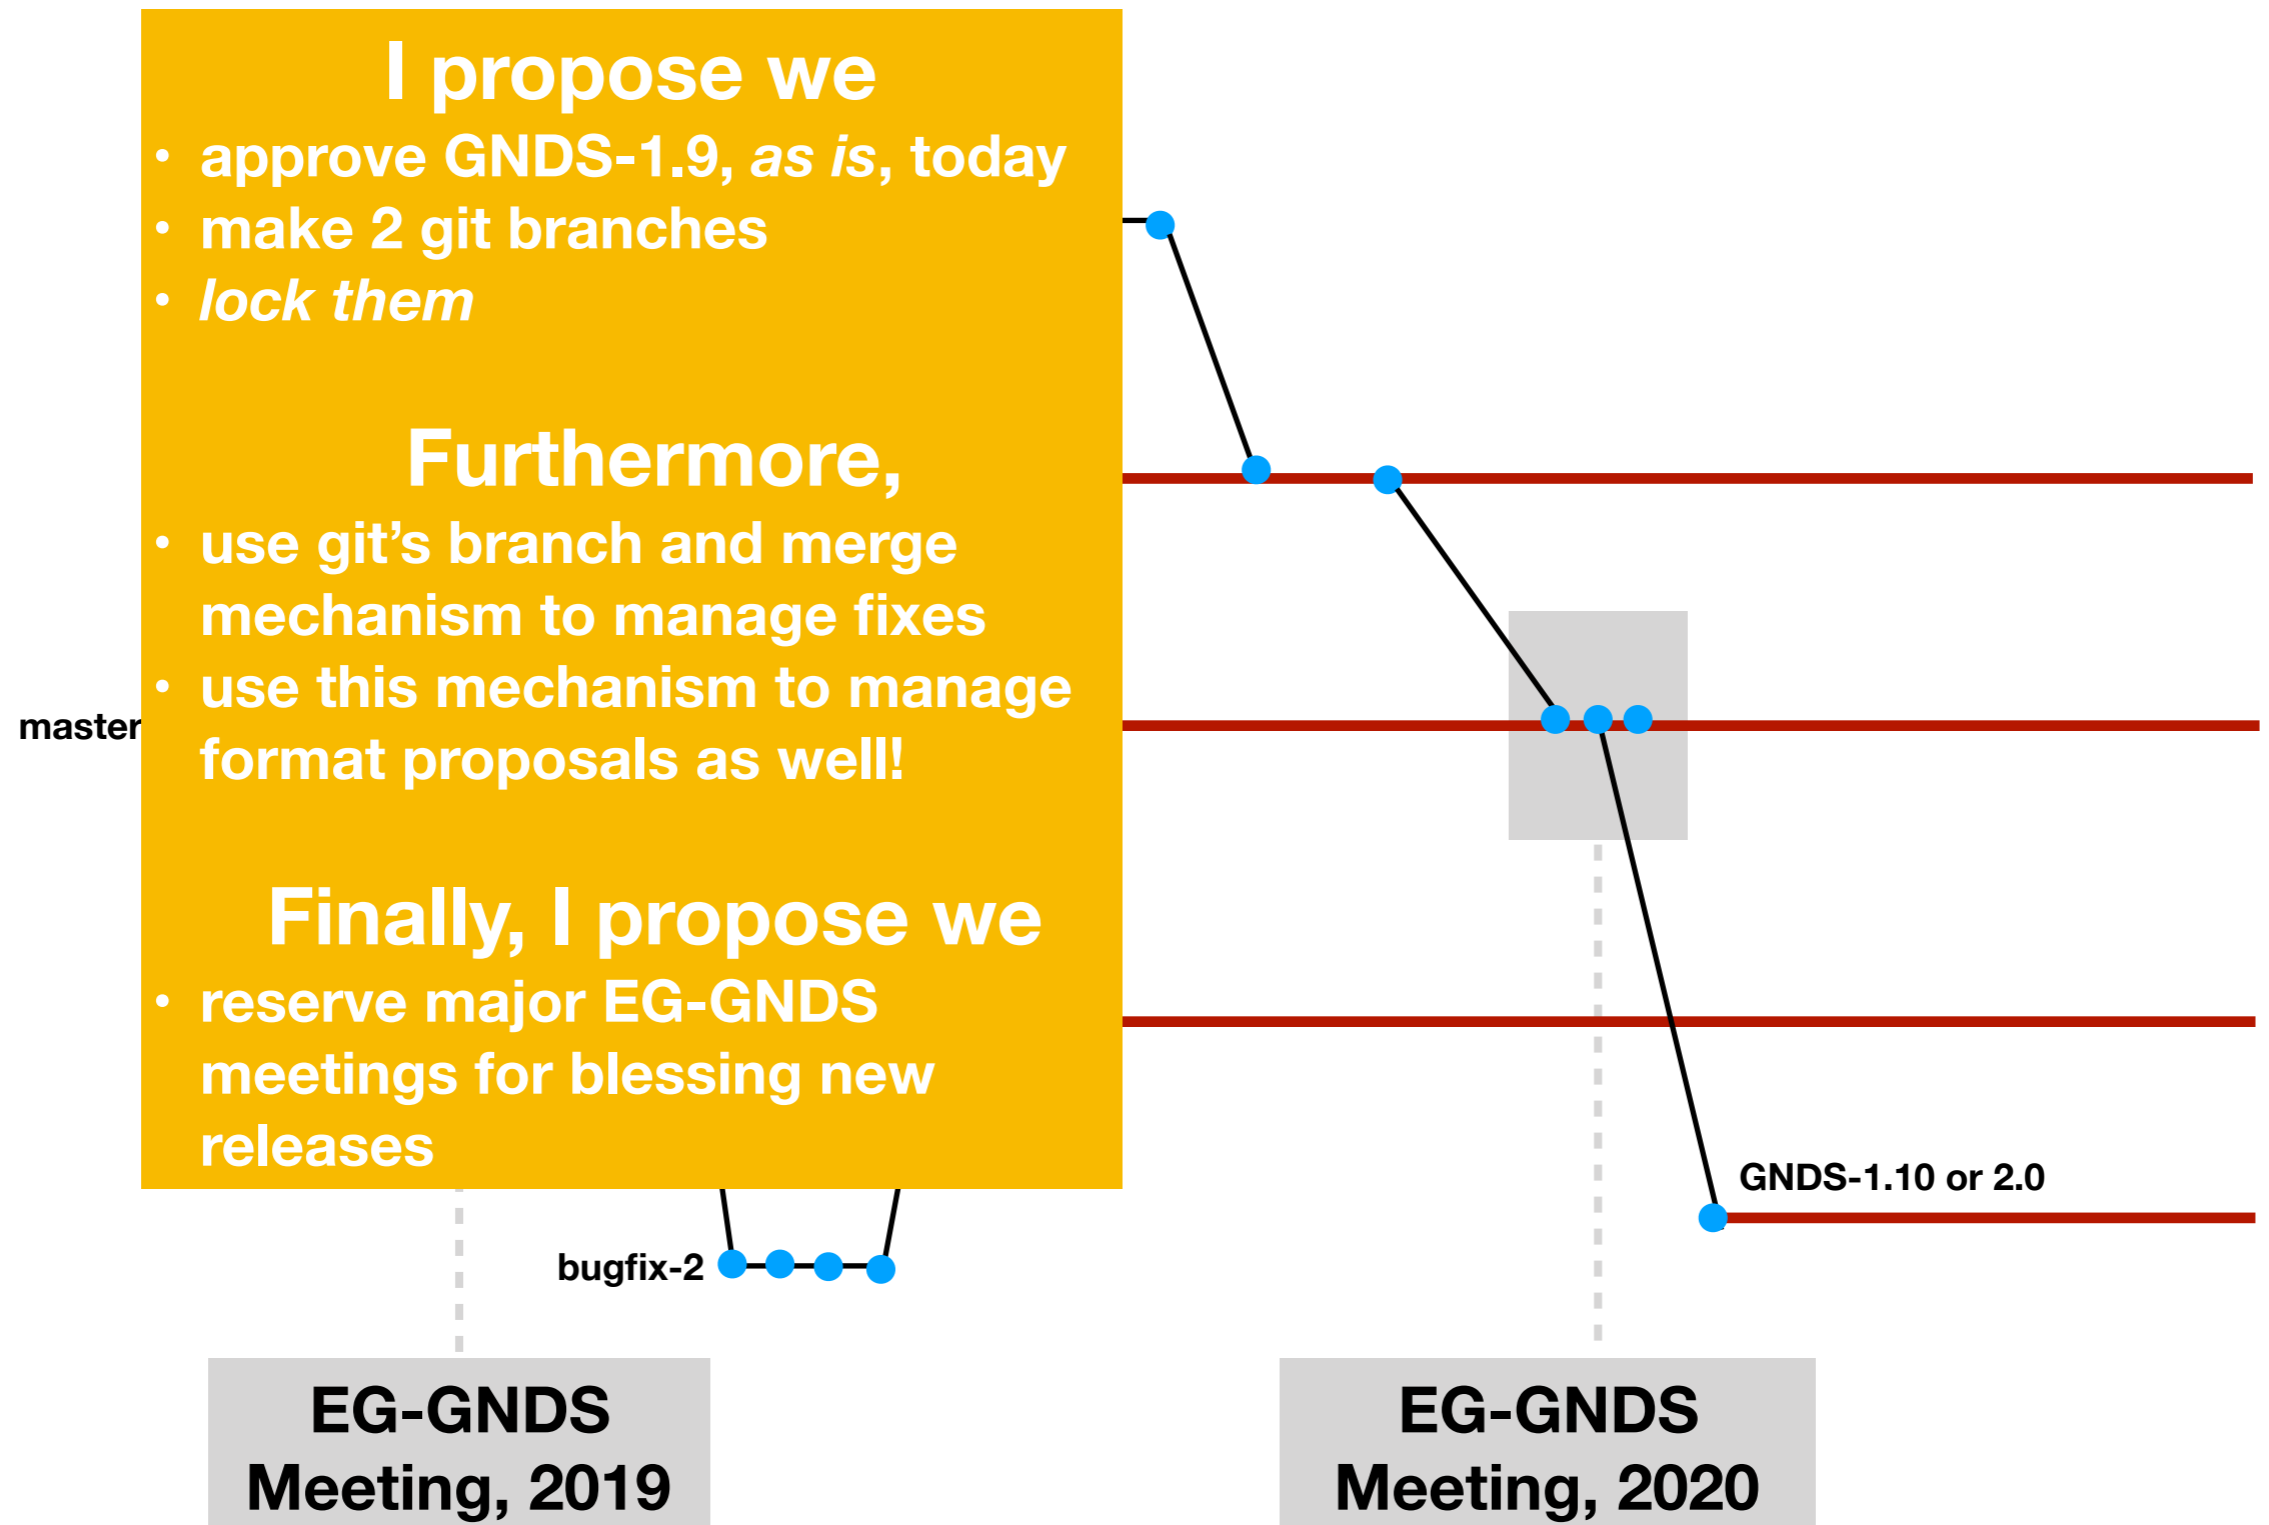 I propose we
• approve GNDS-1.9, as is, today
• make 2 git branches
• lock them
Furthermore,
• use git’s branch and merge
mechanism to manage fixes
• use this mechanism to manage
format proposals as well!
Finally, I propose we
• reserve major EG-GNDS
meetings for blessing new
releases
master
GNDS-1.10 or 2.0
bugfix-2
EG-GNDS
Meeting, 2019
EG-GNDS
Meeting, 2020